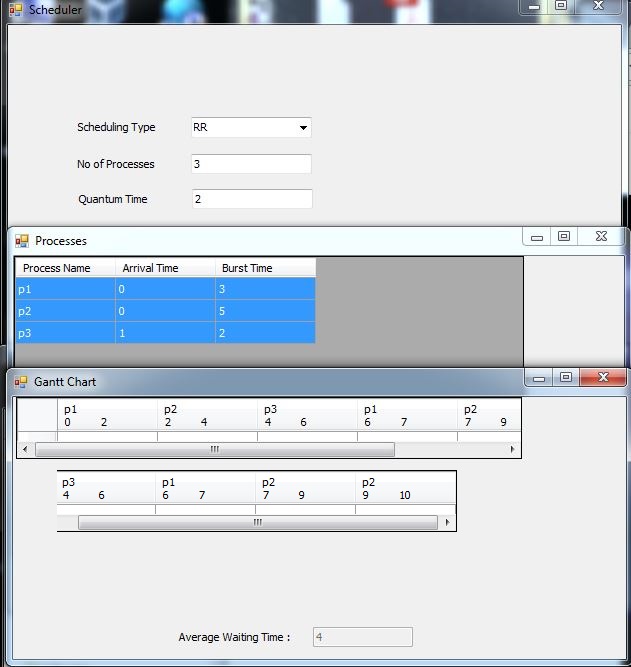 Scheduler
Scheduling Type RR
No of Processes 3
Quantum Time 2
Processes
Process Name Arrival Time Burst Time
p1 0 3
p2 0 5
p3 1 2
Gantt Chart
p1 p2 p3 p1 p2
0 2 2 4 4 6 6 7 7 9
p3 p1 p2 p2
4 6 6 7 7 9 9 10
Average Waiting Time : 4